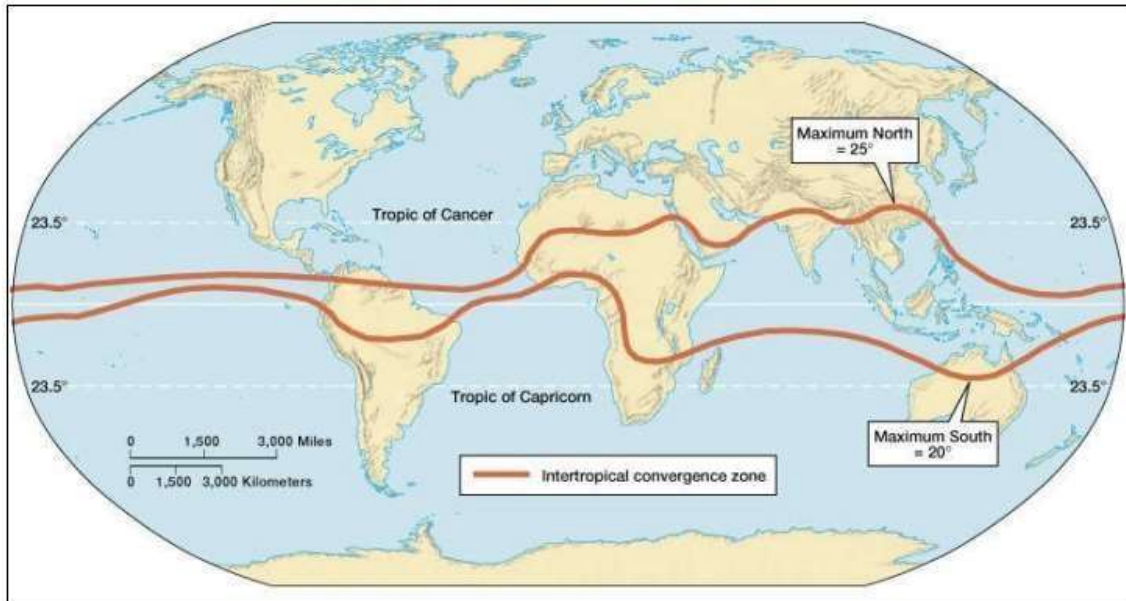 Maximum North
= 25°
Tropic of Cancer
23.5°
23.5°
23.5°
Tropic of Capricorn
23.5°
Maximum South
= 20°
0 1,500 3,000 Miles
0 1,500 3,000 Kilometers
Intertropical convergence zone